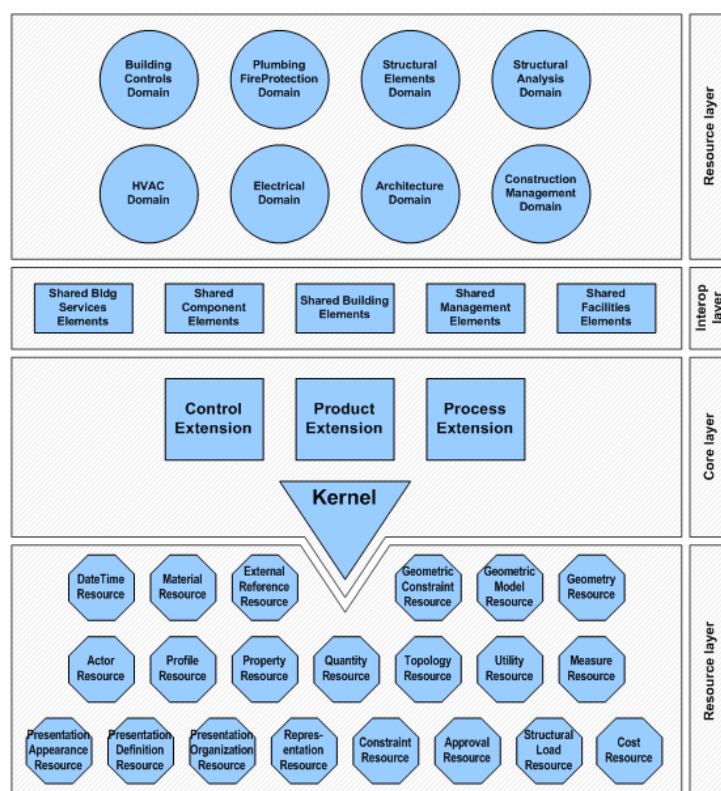 Building
Controls
Domain
Plumbing
FireProtection
Domain
Structural
Elements
Domain
Structural
Analysis
Domain
HVAC
Domain
Electrical
Domain
Architecture
Domain
Construction
Management
Domain
Resource layer
Shared Bldg
Services
Elements
Shared
Component
Elements
Shared Building
Elements
Shared
Management
Elements
Shared
Facilities
Elements
Interop
layer
Control
Extension
Product
Extension
Process
Extension
Kernel
Core layer
DateTime
Resource
Material
Resource
External
Reference
Resource
Geometric
Constraint
Resource
Geometric
Model
Resource
Geometry
Resource
Actor
Resource
Profile
Resource
Property
Resource
Quantity
Resource
Topology
Resource
Utility
Resource
Measure
Resource
Presentation
Appearance
Resource
Presentation
Definition
Resource
Presentation
Organization
Resource
Repres-
entation
Resource
Constraint
Resource
Approval
Resource
Structural
Load
Resource
Cost
Resource
Resource layer